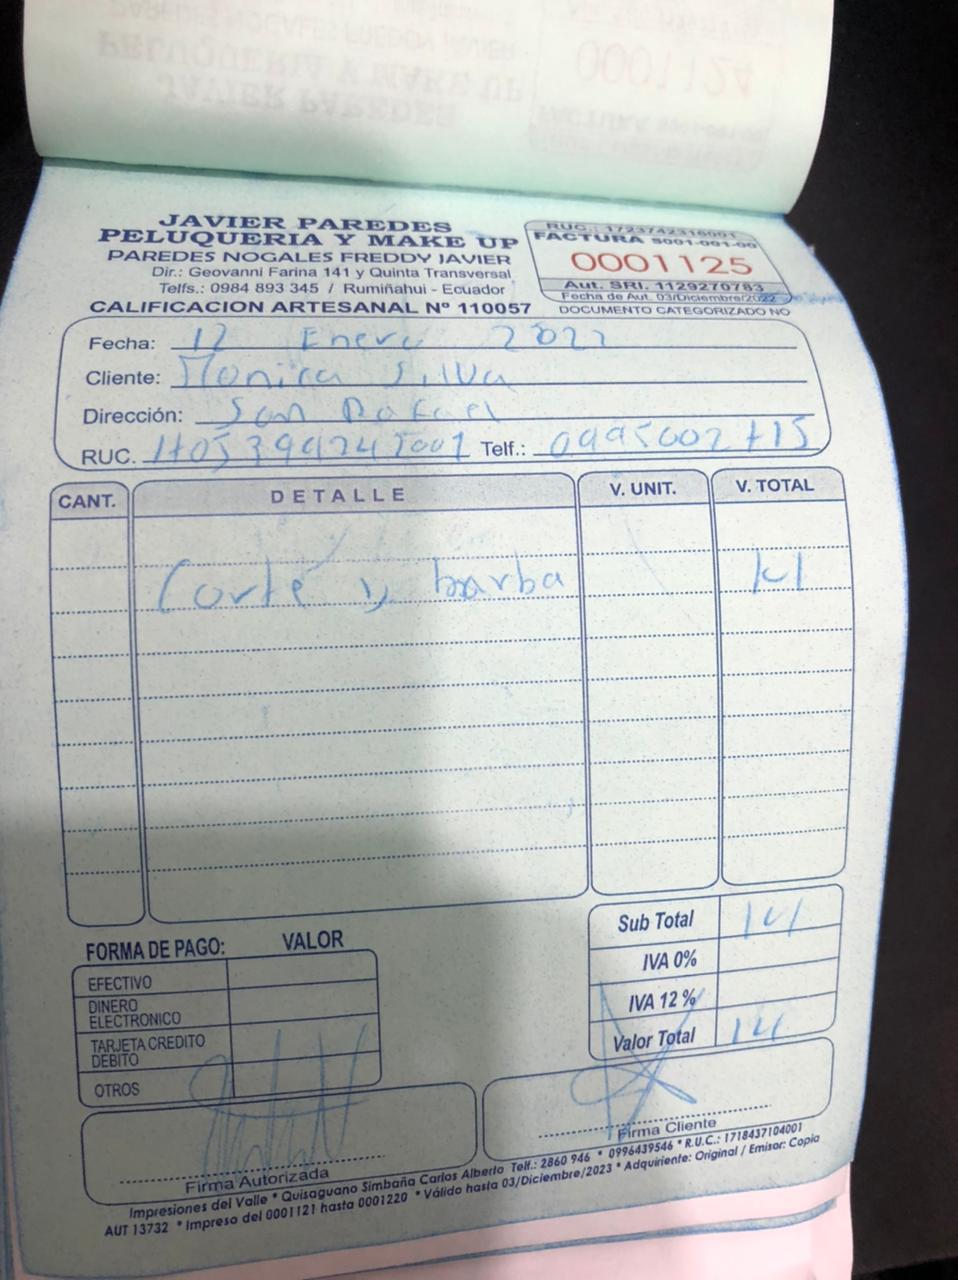 JAVIER PAREDES
PELUQUERIA Y MAKE UP
PAREDES NOGALES FREDDY JAVIER
Dir.: Geovanni Farina 141 y Quinta Transversal
Telfs.: 0984 893 345 / Rumiñahui - Ecuador
CALIFICACION ARTESANAL Nº 110057
RUC.: 1723742316001
FACTURA S001-001-00
0001125
Aut. SRI. 1129270783
Fecha de Aut. 03/Diciembre/2022
DOCUMENTO CATEGORIZADO NO
Fecha: 12 Enero 2022
Cliente: Monica Silva
Dirección: San Rafael
RUC. Telf.:
CANT. DETALLE V. UNIT. V. TOTAL
Corte y barba 14
FORMA DE PAGO: VALOR
EFECTIVO
DINERO ELECTRONICO
TARJETA CREDITO DEBITO
OTROS
Sub Total 14
IVA 0%
IVA 12 %
Valor Total 14
Firma Autorizada
Firma Cliente
Impresiones del Valle * Quisaguano Simbaña Carlos Alberto Telf.: 2860 946 * 0996439546 * R.U.C.: 1718437104001
AUT 13732 * Impreso del 0001121 hasta 0001220 * Válido hasta 03/Diciembre/2023 * Adquiriente: Original / Emisor: Copia